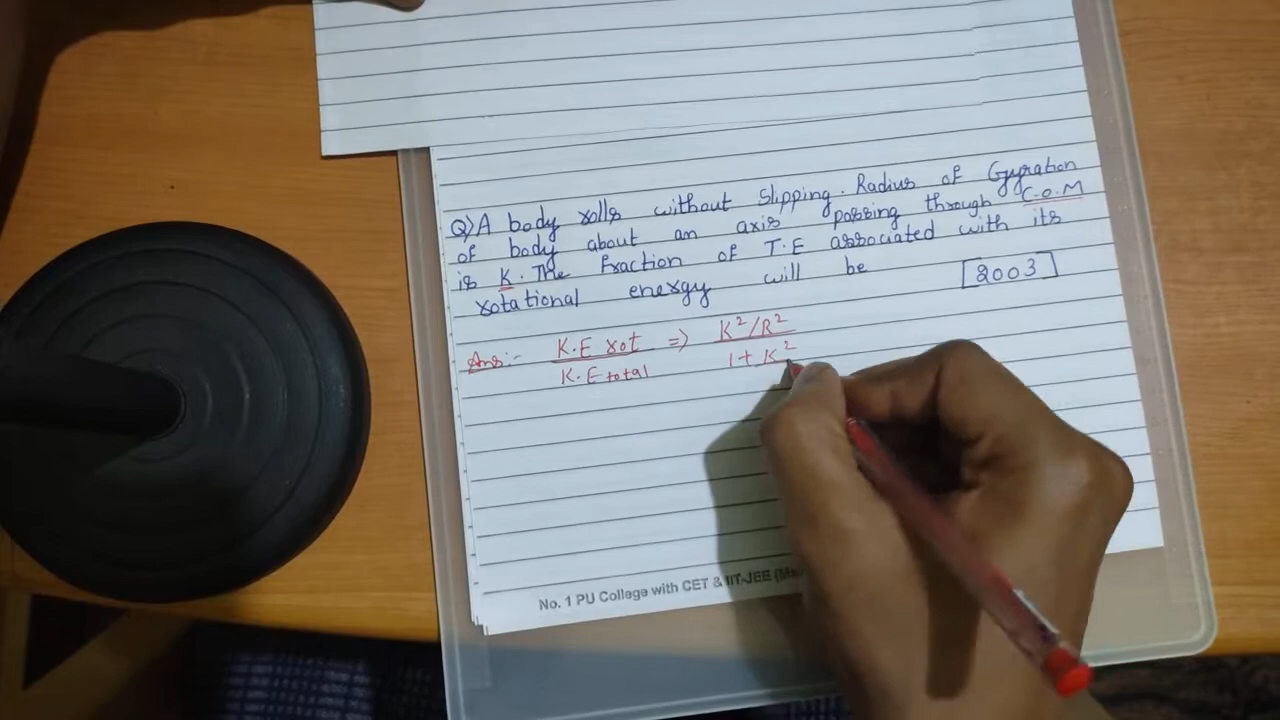 Q) A body rolls without Slipping. Radius of Gyration
of body about an axis passing through C.O.M
is K. The fraction of T.E associated with its
rotational energy will be [2003]
Ans:- K.E rot / K.E total => K²/R² / 1+K²
No. 1 PU College with CET & IIT-JEE